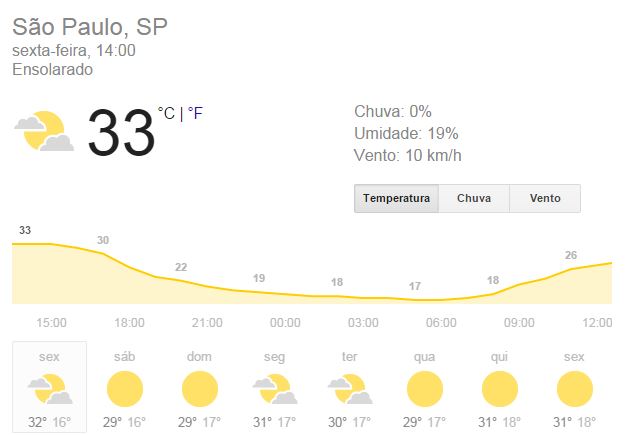 São Paulo, SP
sexta-feira, 14:00
Ensolarado
33 °C | °F
Chuva: 0%
Umidade: 19%
Vento: 10 km/h
Temperatura Chuva Vento
33 30 22 19 18 17 18 26
15:00 18:00 21:00 00:00 03:00 06:00 09:00 12:00
sex sáb dom seg ter qua qui sex
32° 16° 29° 16° 29° 17° 31° 17° 30° 17° 29° 17° 31° 18° 31° 18°